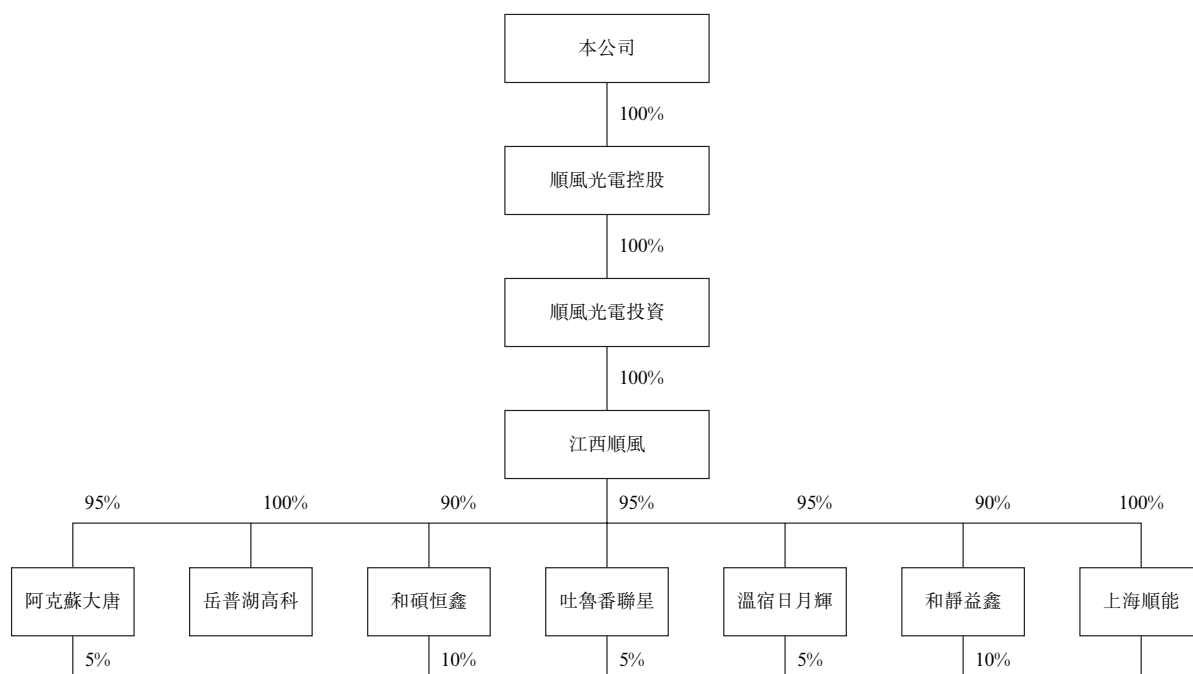 本公司
100%
順風光電控股
100%
順風光電投資
100%
江西順風
95% 100% 90% 95% 95% 90% 100%
阿克蘇大唐 岳普湖高科 和碩恒鑫 吐魯番聯星 溫宿日月輝 和靜益鑫 上海順能
5% 10% 5% 5% 10%